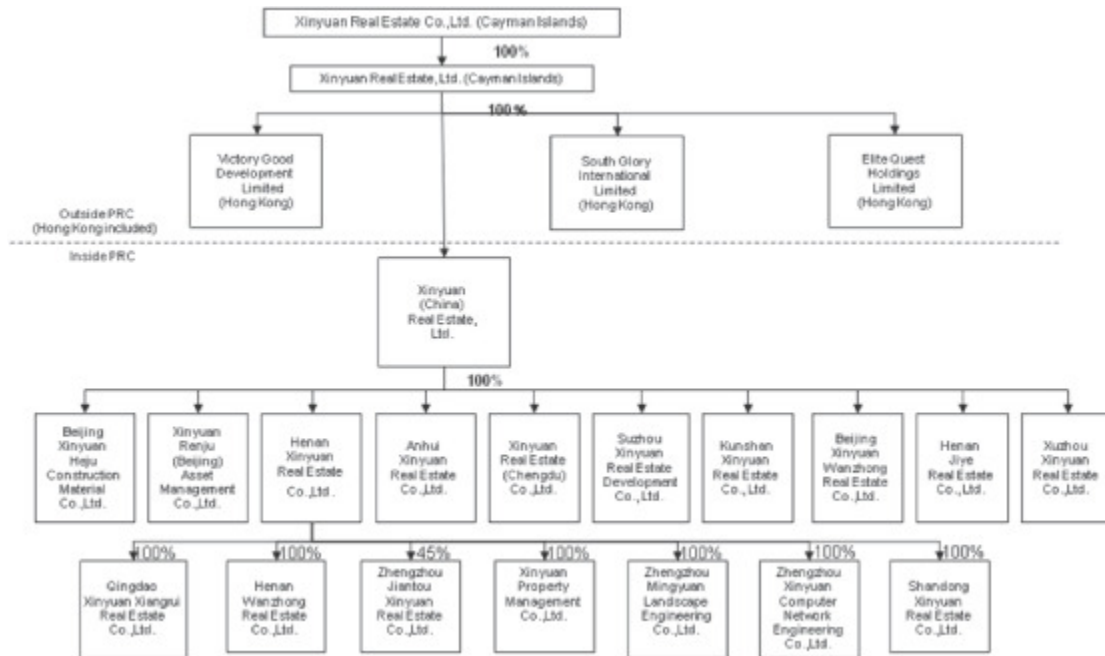 Xinyuan Real Estate Co.,Ltd. (Cayman Islands)
100%
Xinyuan Real Estate, Ltd. (Cayman Islands)
100 %
Victory Good
Development
Limited
(Hong Kong)
South Glory
International
Limited
(Hong Kong)
Elite Quest
Holdings
Limited
(Hong Kong)
Outside PRC
(Hong Kong included)
Inside PRC
Xinyuan
(China)
Real Estate,
Ltd.
100%
Beijing
Xinyuan
Heju
Construction
Material
Co.,Ltd.
Xinyuan
Renju
(Beijing)
Asset
Management
Co.,Ltd.
Henan
Xinyuan
Real Estate
Co.,Ltd.
Anhui
Xinyuan
Real Estate
Co.,Ltd.
Xinyuan
Real Estate
(Chengdu)
Co.,Ltd.
Suzhou
Xinyuan
Real Estate
Development
Co., Ltd.
Kunshan
Xinyuan
Real Estate
Co., Ltd.
Beijing
Xinyuan
Wanzhong
Real Estate
Co.,Ltd.
Henan
Jiye
Real Estate
Co., Ltd.
Xuzhou
Xinyuan
Real Estate
Co.,Ltd.
100%
100%
45%
100%
100%
100%
100%
Qingdao
Xinyuan Xiangrui
Real Estate
Co.,Ltd.
Henan
Wanzhong
Real Estate
Co.,Ltd.
Zhengzhou
Jiantou
Xinyuan
Real Estate
Co.,Ltd.
Xinyuan
Property
Management
Co.,Ltd.
Zhengzhou
Mingyuan
Landscape
Engineering
Co.,Ltd.
Zhengzhou
Xinyuan
Computer
Network
Engineering
Co.,Ltd.
Shandong
Xinyuan
Real Estate
Co.,Ltd.